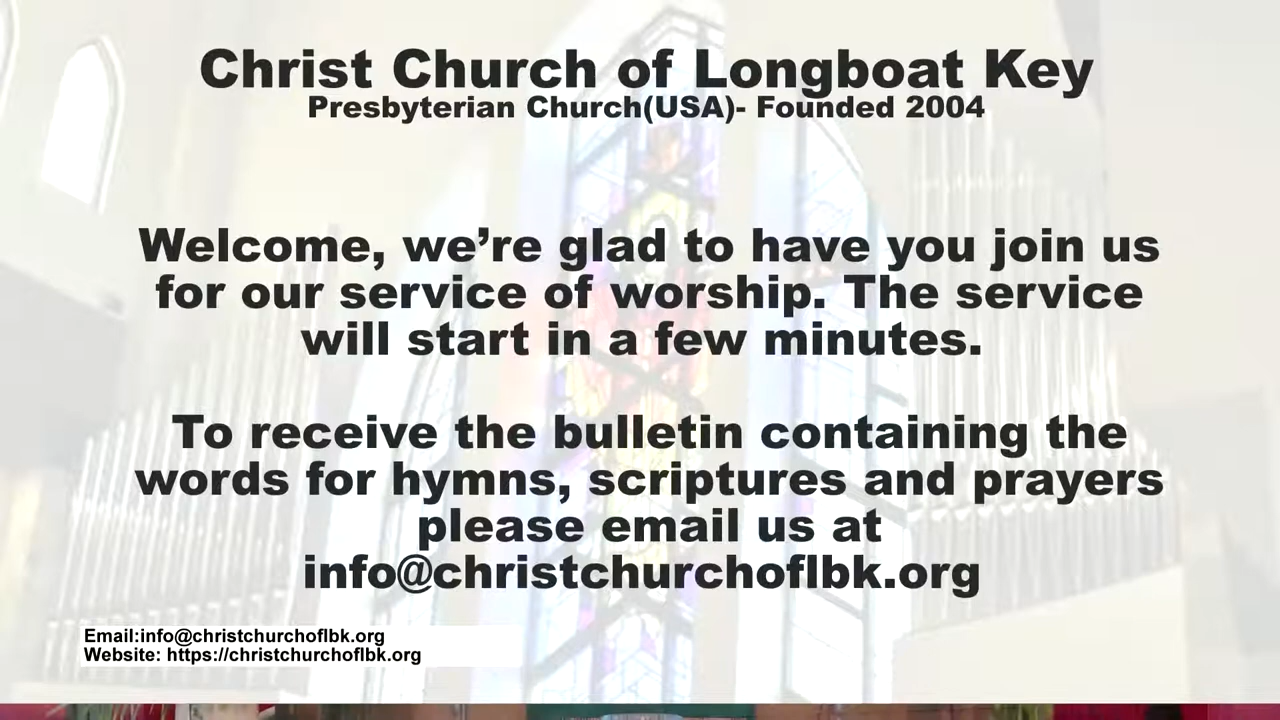 Christ Church of Longboat Key
Presbyterian Church(USA)- Founded 2004
Welcome, we’re glad to have you join us
for our service of worship. The service
will start in a few minutes.
To receive the bulletin containing the
words for hymns, scriptures and prayers
please email us at
info@christchurchoflbk.org
Email:info@christchurchoflbk.org
Website: https://christchurchoflbk.org